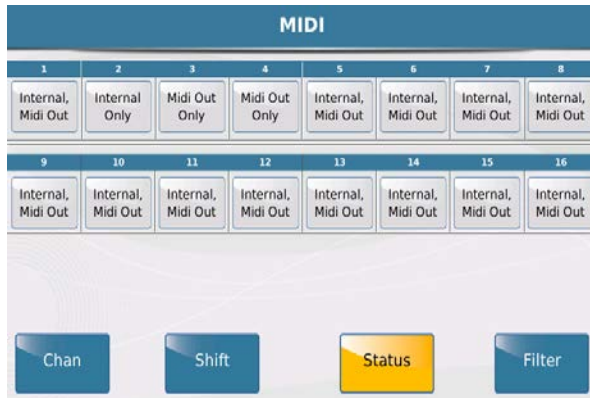 MIDI
1 2 3 4 5 6 7 8
Internal, Internal Midi Out Midi Out Internal, Internal, Internal, Internal,
Midi Out Only Only Only Midi Out Midi Out Midi Out Midi Out
9 10 11 12 13 14 15 16
Internal, Internal, Internal, Internal, Internal, Internal, Internal, Internal,
Midi Out Midi Out Midi Out Midi Out Midi Out Midi Out Midi Out Midi Out
Chan Shift Status Filter